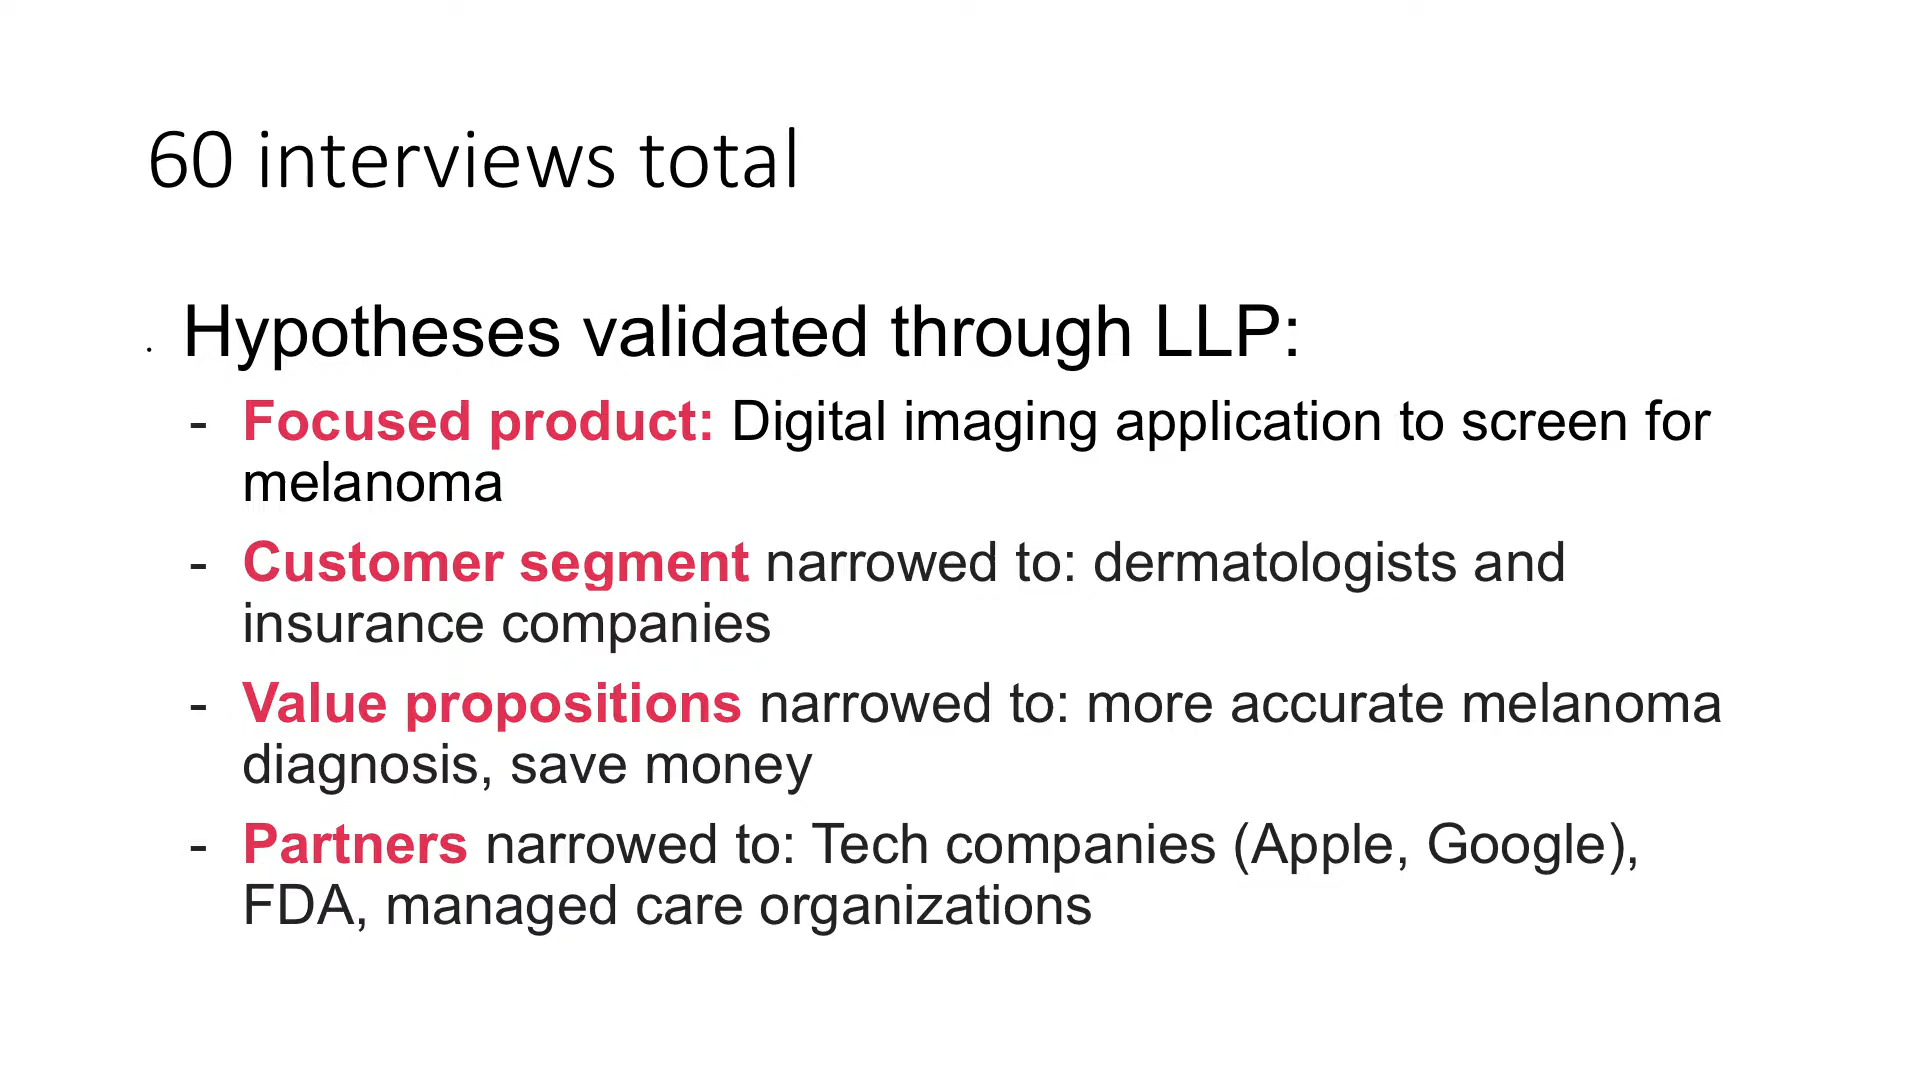 60 interviews total
. Hypotheses validated through LLP:
- Focused product: Digital imaging application to screen for
melanoma
- Customer segment narrowed to: dermatologists and
insurance companies
- Value propositions narrowed to: more accurate melanoma
diagnosis, save money
- Partners narrowed to: Tech companies (Apple, Google),
FDA, managed care organizations